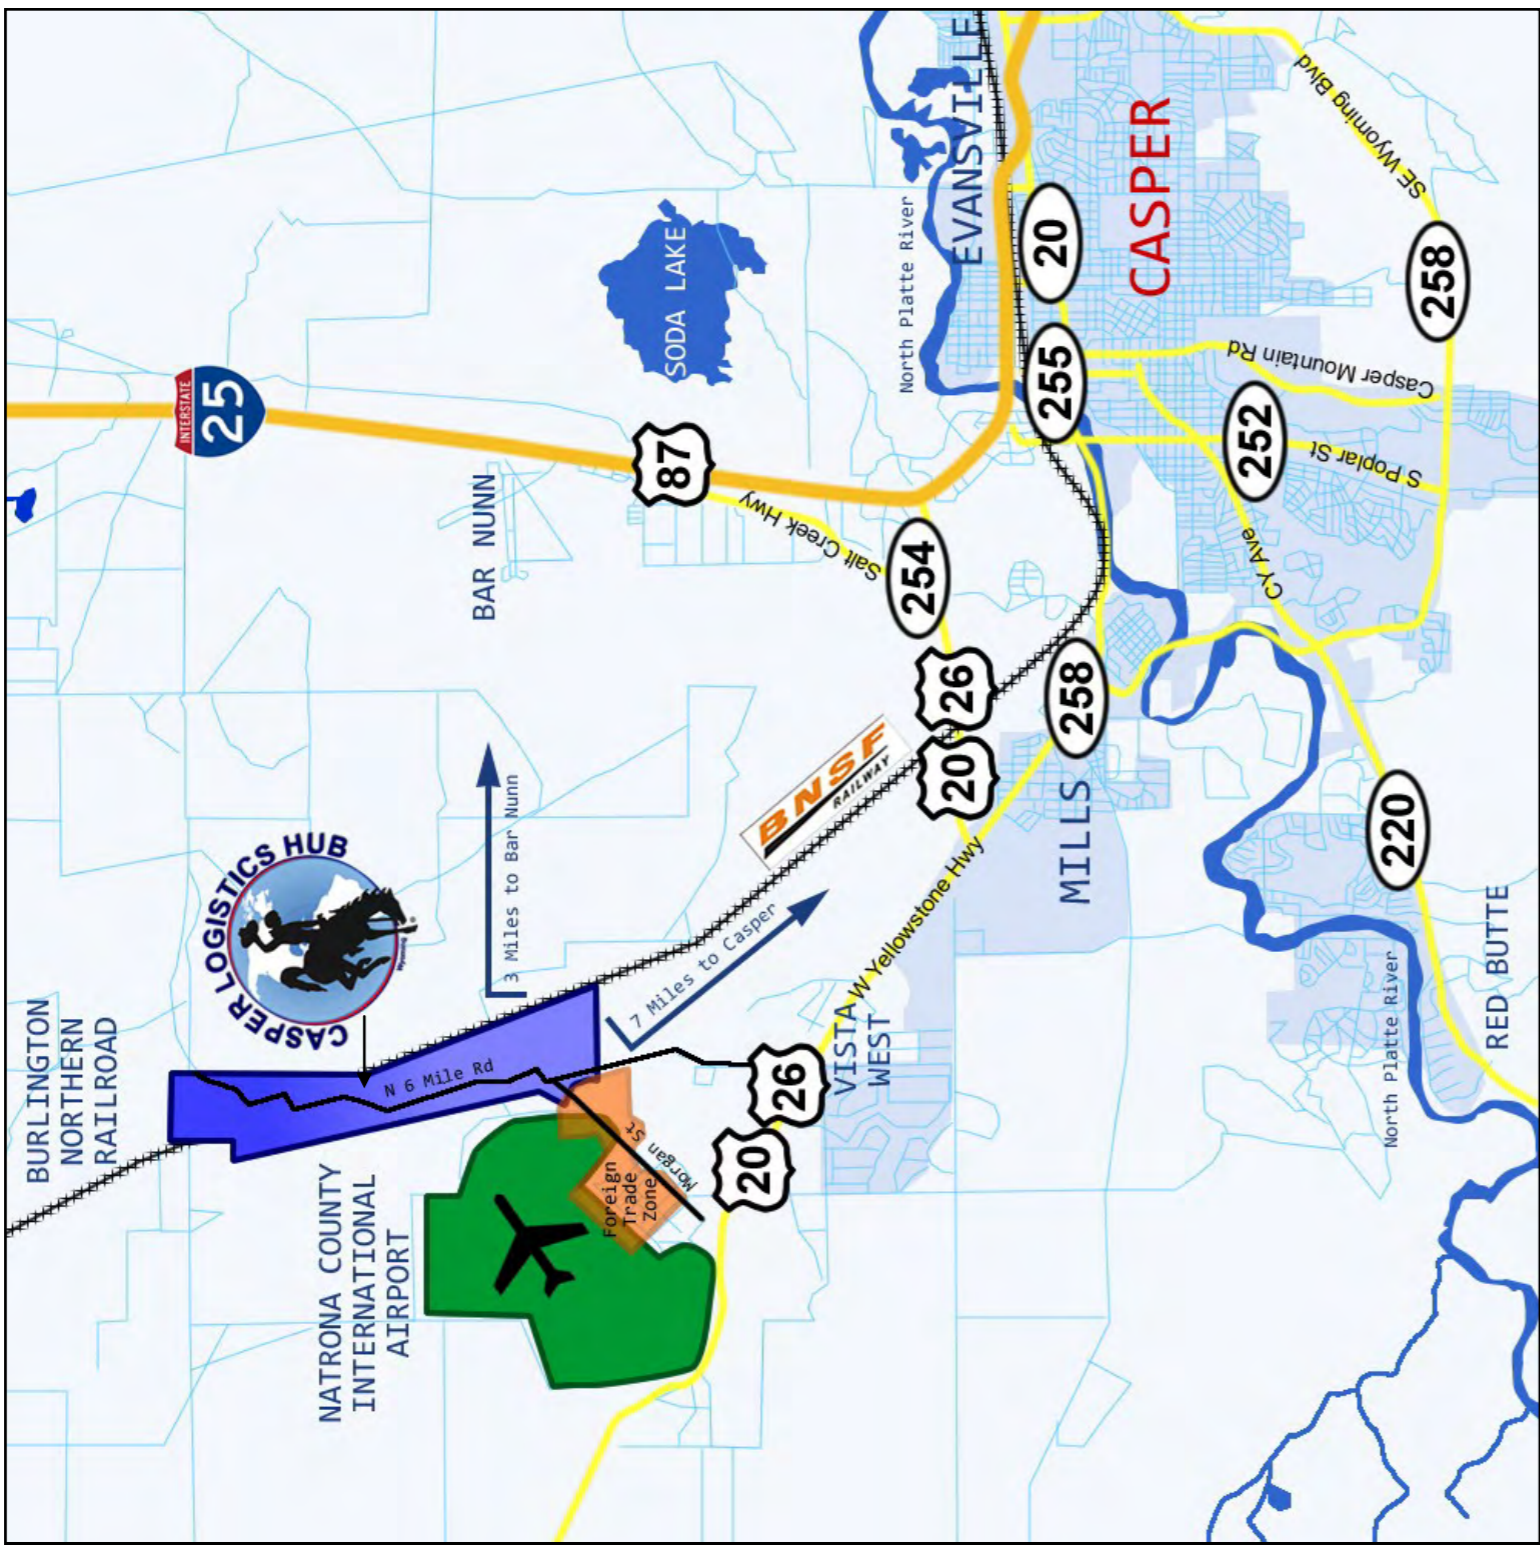 BURLINGTON
NORTHERN
RAILROAD
CASPER LOGISTICS HUB
Wyoming
®
INTERSTATE
25
NATRONA COUNTY
INTERNATIONAL
AIRPORT
N 6 Mile Rd
3 Miles to Bar Nunn
BAR NUNN
Foreign
Trade
Zone
Morgan St
7 Miles to Casper
BNSF
RAILWAY
87
Salt Creek Hwy
SODA LAKE
20
26
VISTA
WEST
W Yellowstone Hwy
20
26
254
North Platte River
EVANSVILLE
MILLS
258
255
20
CASPER
252
S Poplar St
Casper Mountain Rd
CY Ave
SE Wyoming Blvd
258
220
North Platte River
RED BUTTE